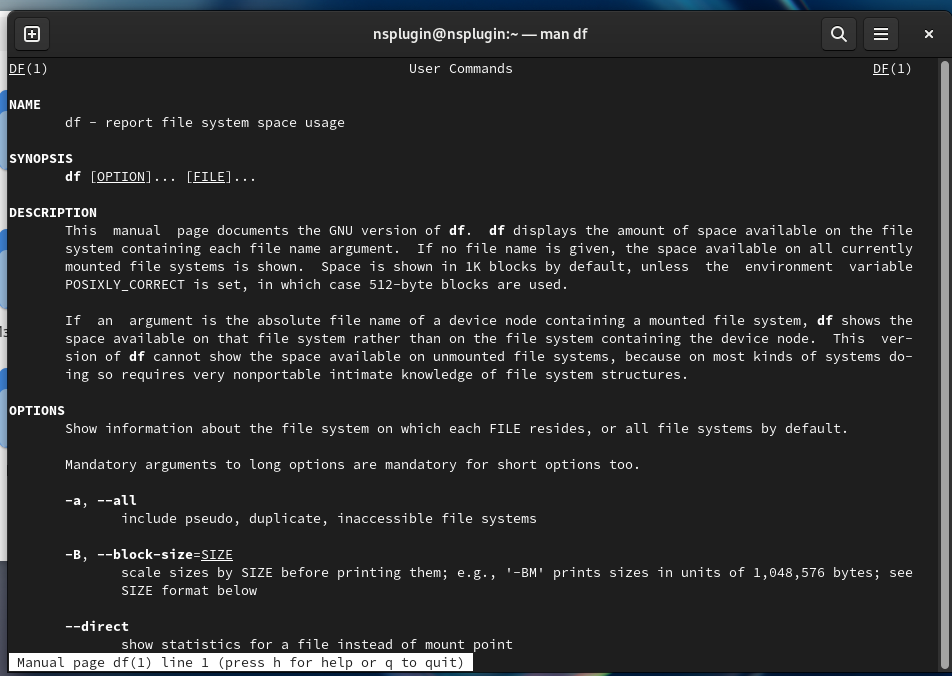 nsplugin@nsplugin:~ — man df
DF(1) User Commands DF(1)
NAME
df - report file system space usage
SYNOPSIS
df [OPTION]... [FILE]...
DESCRIPTION
This manual page documents the GNU version of df. df displays the amount of space available on the file
system containing each file name argument. If no file name is given, the space available on all currently
mounted file systems is shown. Space is shown in 1K blocks by default, unless the environment variable
POSIXLY_CORRECT is set, in which case 512-byte blocks are used.
If an argument is the absolute file name of a device node containing a mounted file system, df shows the
space available on that file system rather than on the file system containing the device node. This ver-
sion of df cannot show the space available on unmounted file systems, because on most kinds of systems do-
ing so requires very nonportable intimate knowledge of file system structures.
OPTIONS
Show information about the file system on which each FILE resides, or all file systems by default.
Mandatory arguments to long options are mandatory for short options too.
-a, --all
include pseudo, duplicate, inaccessible file systems
-B, --block-size=SIZE
scale sizes by SIZE before printing them; e.g., '-BM' prints sizes in units of 1,048,576 bytes; see
SIZE format below
--direct
show statistics for a file instead of mount point
Manual page df(1) line 1 (press h for help or q to quit)